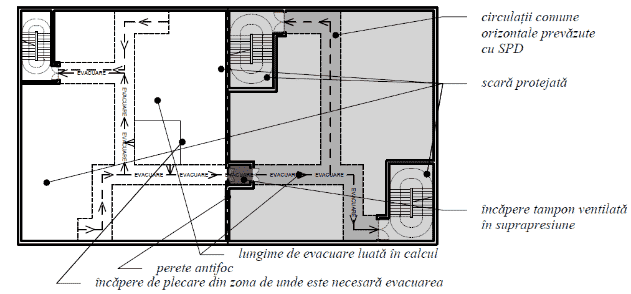 circulații comune
orizontale prevăzute
cu SPD
scară protejată
EVACUARE
EVACUARE
EVACUARE
EVACUARE
EVACUARE
EVACUARE
EVACUARE
EVACUARE
EVACUARE
EVACUARE
încăpere tampon ventilată
în suprapresiune
lungime de evacuare luată în calcul
perete antifoc
încăpere de plecare din zona de unde este necesară evacuarea